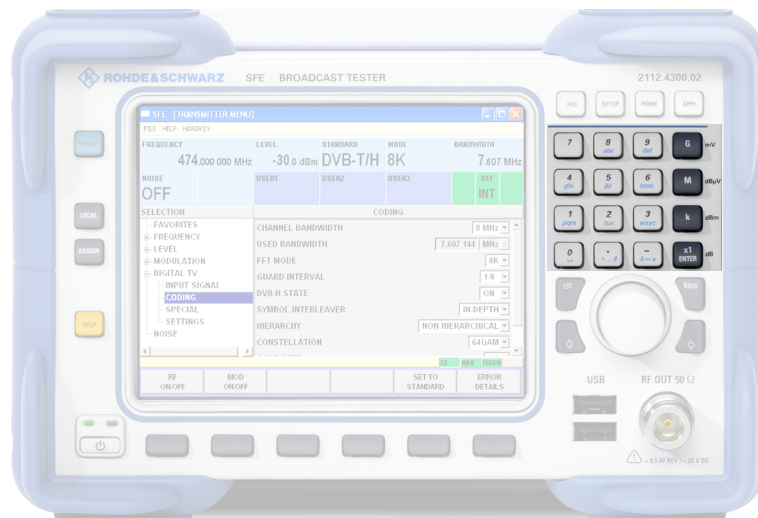 ROHDE&SCHWARZ SFE · BROADCAST TESTER 2112.4300.02
FILE SETUP HOME APPL
SFE - [TRANSMITTER MENU]
FILE HELP HARDKEY
FREQUENCY LEVEL STANDARD MODE BANDWIDTH
474.000 000 MHz -30.0 dBm DVB-T/H 8K 7.607 MHz
NOISE USER1 USER2 USER3 REF
OFF INT
SELECTION CODING
FAVORITES
FREQUENCY
LEVEL
MODULATION
DIGITAL TV
INPUT SIGNAL
CODING
SPECIAL
SETTINGS
NOISE
CHANNEL BANDWIDTH 8 MHz
USED BANDWIDTH 7.607 144 MHz
FFT MODE 8K
GUARD INTERVAL 1/8
DVB-H STATE ON
SYMBOL INTERLEAVER IN-DEPTH
HIERARCHY NON HIERARCHICAL
CONSTELLATION 64QAM
RF ON/OFF
MOD ON/OFF
SET TO STANDARD
ERROR DETAILS
LOCAL
ASSIGN
HELP
7 8 abc 9 def G mV
4 ghi 5 jkl 6 mno M dBµV
1 pqrs 2 tuv 3 wxyz k dBm
0 . - x1 ENTER dB
ESC BACK
USB RF OUT 50 Ω